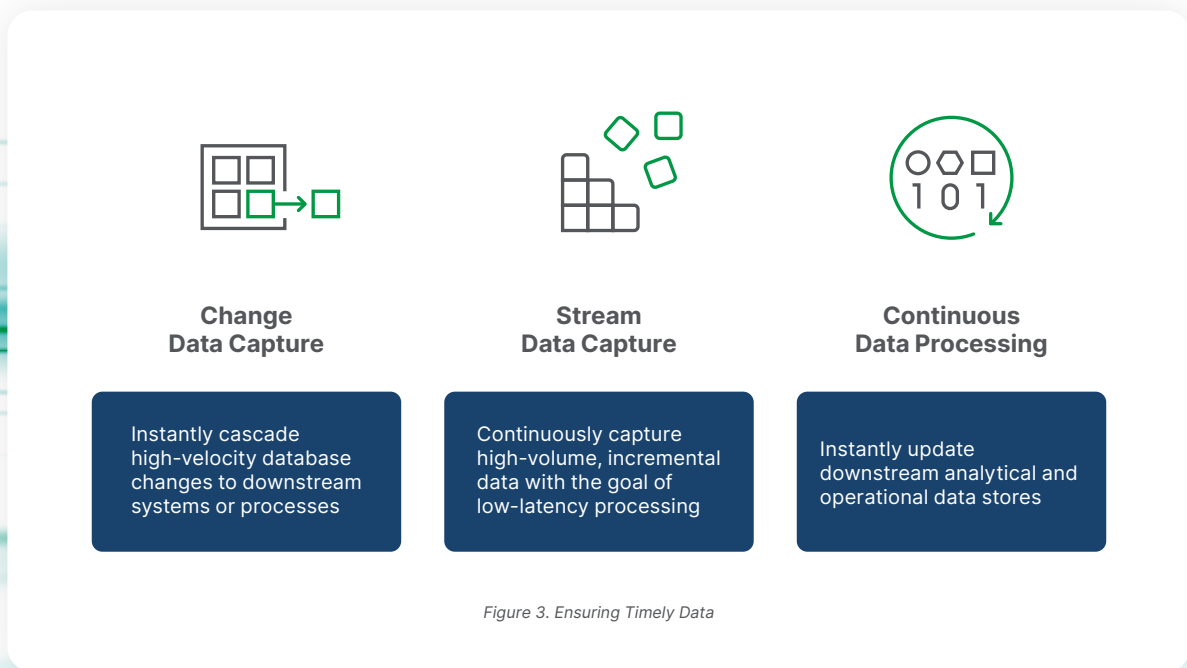 1 0 1
Change
Data Capture
Stream
Data Capture
Continuous
Data Processing
Instantly cascade
high-velocity database
changes to downstream
systems or processes
Continuously capture
high-volume, incremental
data with the goal of
low-latency processing
Instantly update
downstream analytical and
operational data stores
Figure 3. Ensuring Timely Data